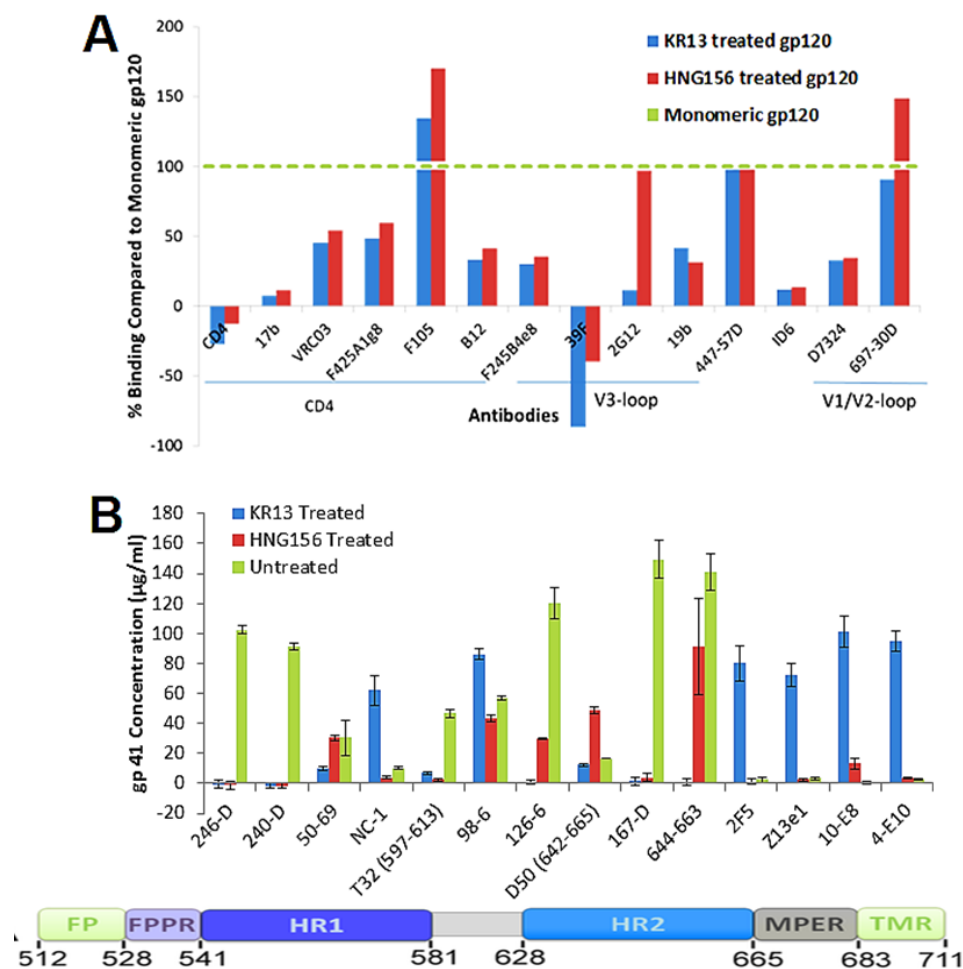 A
% Binding Compared to Monomeric gp120
200
150
100
50
0
-50
-100
KR13 treated gp120
HNG156 treated gp120
Monomeric gp120
CD4
17b
VRC03
F425A1g8
F105
B12
F245B4e8
39F
2G12
19b
447-57D
ID6
D7324
697-30D
CD4
Antibodies
V3-loop
V1/V2-loop
B
gp 41 Concentration (µg/ml)
180
160
140
120
100
80
60
40
20
0
-20
KR13 Treated
HNG156 Treated
Untreated
246-D
240-D
50-69
NC-1
T32 (597-613)
98-6
126-6
D50 (642-665)
167-D
644-663
2F5
Z13e1
10-E8
4-E10
FP FPPR HR1 HR2 MPER TMR
512 528 541 581 628 665 683 711